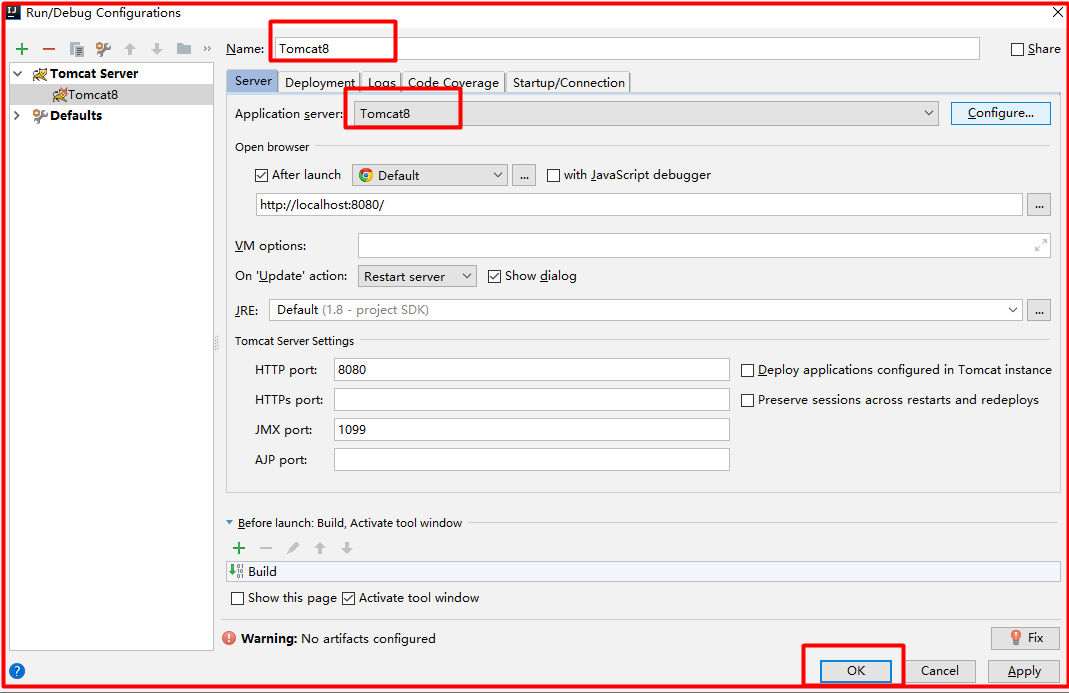 Run/Debug Configurations
Name: Tomcat8 Share
Tomcat Server
Tomcat8
Defaults
Server Deployment Logs Code Coverage Startup/Connection
Application server: Tomcat8 Configure...
Open browser
After launch Default ... with JavaScript debugger
http://localhost:8080/ ...
VM options:
On 'Update' action: Restart server Show dialog
JRE: Default (1.8 - project SDK) ...
Tomcat Server Settings
HTTP port: 8080 Deploy applications configured in Tomcat instance
HTTPs port: Preserve sessions across restarts and redeploys
JMX port: 1099
AJP port:
Before launch: Build, Activate tool window
Build
Show this page Activate tool window
Warning: No artifacts configured Fix
? OK Cancel Apply